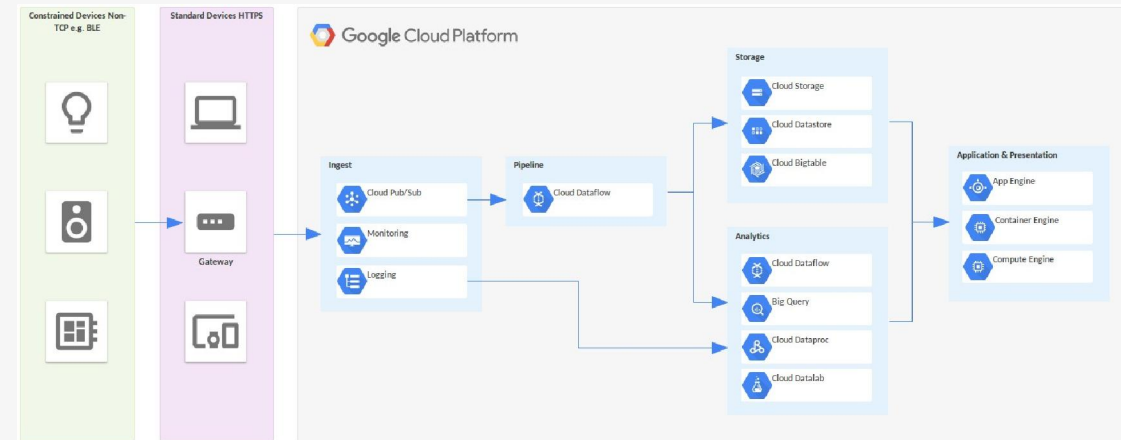 Constrained Devices Non-
TCP e.g. BLE
Standard Devices HTTPS
Gateway
Google Cloud Platform
Ingest
Cloud Pub/Sub
Monitoring
Logging
Pipeline
Cloud Dataflow
Storage
Cloud Storage
Cloud Datastore
Cloud Bigtable
Analytics
Cloud Dataflow
Big Query
Cloud Dataproc
Cloud Datalab
Application & Presentation
App Engine
Container Engine
Compute Engine